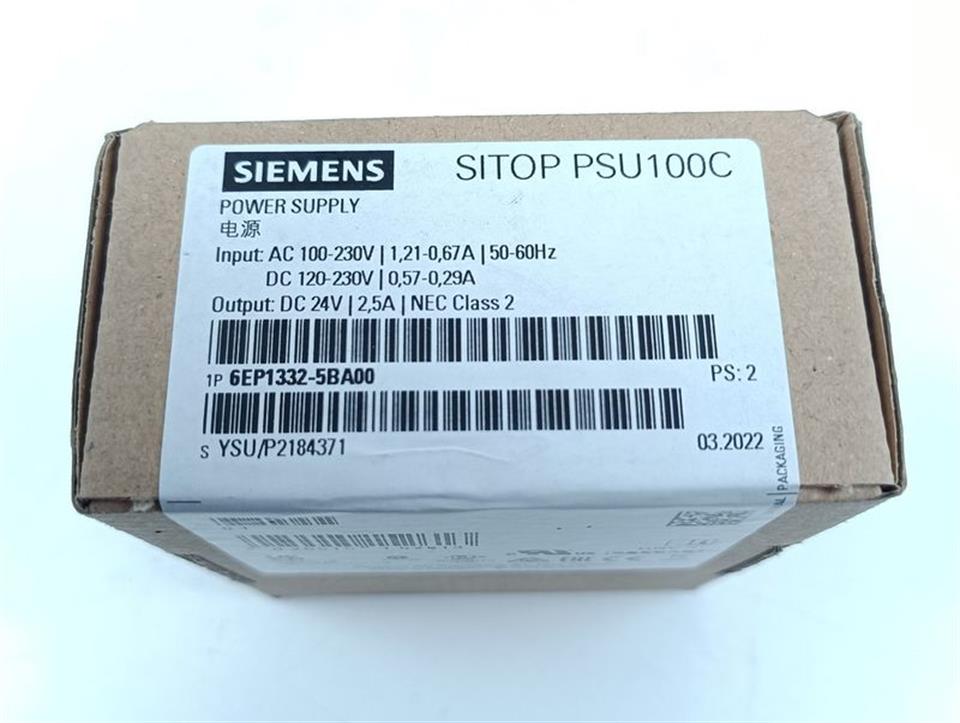 SIEMENS SITOP PSU100C
POWER SUPPLY
电源
Input: AC 100-230V | 1,21-0,67A | 50-60Hz
DC 120-230V | 0,57-0,29A
Output: DC 24V | 2,5A | NEC Class 2
1P 6EP1332-5BA00 PS: 2
S YSU/P2184371 03.2022
| PACKAGING